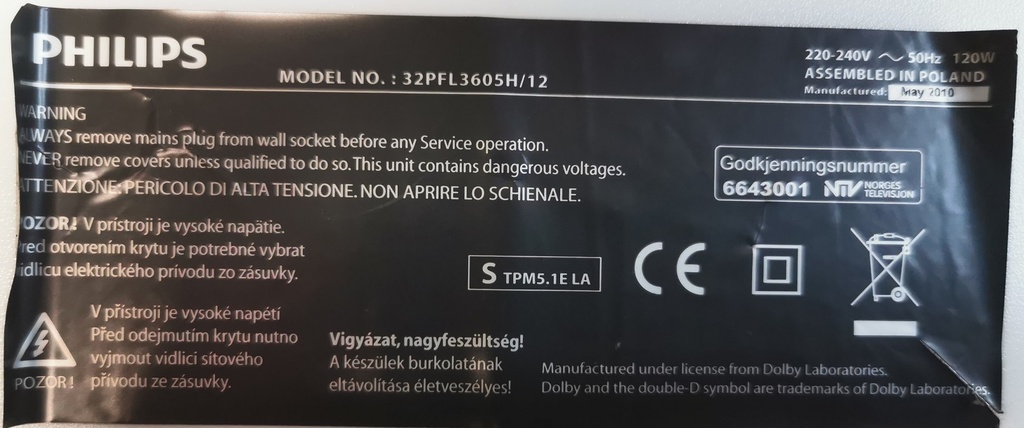 PHILIPS
MODEL NO. : 32PFL3605H/12
220-240V ~ 50Hz 120W
ASSEMBLED IN POLAND
Manufactured: May 2010
WARNING
ALWAYS remove mains plug from wall socket before any Service operation.
NEVER remove covers unless qualified to do so. This unit contains dangerous voltages.
ATTENZIONE: PERICOLO DI ALTA TENSIONE. NON APRIRE LO SCHIENALE.
Godkjenningsnummer
6643001 NTV NORGES TELEVISJON
POZOR! V prístroji je vysoké napätie.
Pred otvorením krytu je potrebné vybrat
vidlicu elektrického prívodu zo zásuvky.
S TPM5.1E LA
CE
V přístroji je vysoké napětí
Před odejmutím krytu nutno
vyjmout vidlici sítového
přívodu ze zásuvky.
POZOR!
Vigyázat, nagyfeszültség!
A készülek burkolatának
eltávolítása életveszélyes!
Manufactured under license from Dolby Laboratories.
Dolby and the double-D symbol are trademarks of Dolby Laboratories.